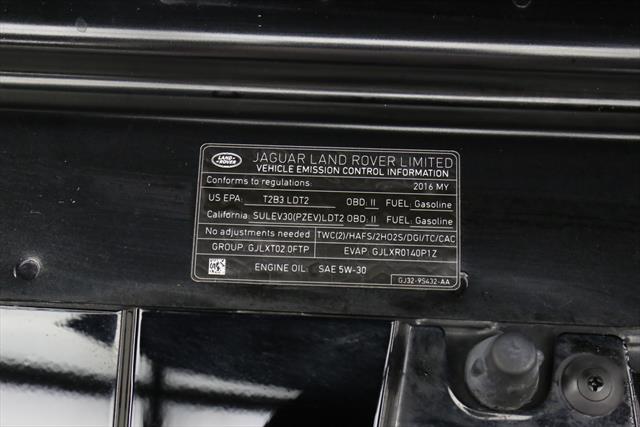 LAND ROVER
JAGUAR LAND ROVER LIMITED
VEHICLE EMISSION CONTROL INFORMATION
Conforms to regulations: 2016 MY
US EPA: T2B3 LDT2 OBD: II FUEL: Gasoline
California: SULEV30(PZEV)LDT2 OBD: II FUEL: Gasoline
No adjustments needed TWC(2)/HAFS/2HO2S/DGI/TC/CAC
GROUP: GJLXT02.0FTP EVAP: GJLXR0140P1Z
ENGINE OIL: SAE 5W-30
GJ32-9S432-AA